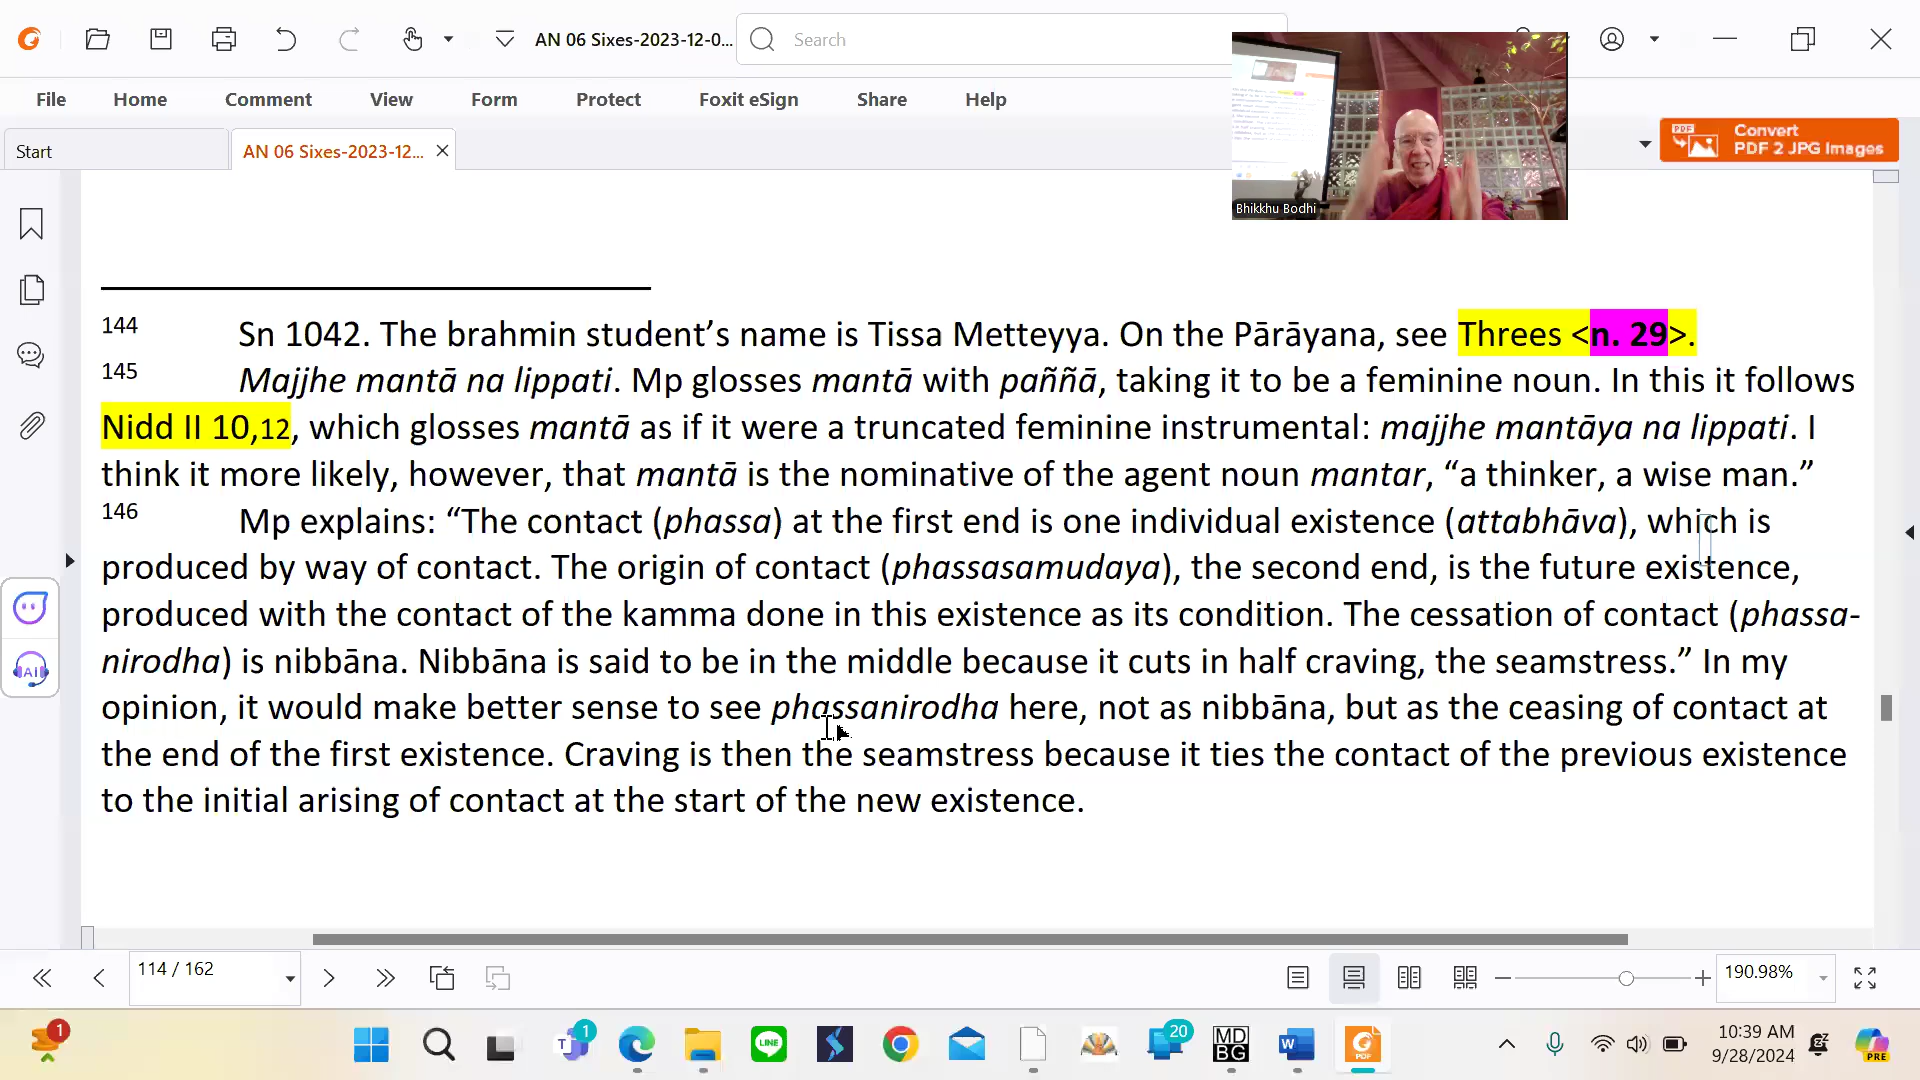 AN 06 Sixes-2023-12-0...
Search
File
Home
Comment
View
Form
Protect
Foxit eSign
Share
Help
Start
AN 06 Sixes-2023-12...
PDF
Convert
PDF 2 JPG Images
Bhikkhu Bodhi
144 Sn 1042. The brahmin student’s name is Tissa Metteyya. On the Pārāyana, see Threes <n. 29>.
145 Majjhe mantā na lippati. Mp glosses mantā with paññā, taking it to be a feminine noun. In this it follows
Nidd II 10,12, which glosses mantā as if it were a truncated feminine instrumental: majjhe mantāya na lippati. I
think it more likely, however, that mantā is the nominative of the agent noun mantar, “a thinker, a wise man.”
146 Mp explains: “The contact (phassa) at the first end is one individual existence (attabhāva), which is
produced by way of contact. The origin of contact (phassasamudaya), the second end, is the future existence,
produced with the contact of the kamma done in this existence as its condition. The cessation of contact (phassa-
nirodha) is nibbāna. Nibbāna is said to be in the middle because it cuts in half craving, the seamstress.” In my
opinion, it would make better sense to see phassanirodha here, not as nibbāna, but as the ceasing of contact at
the end of the first existence. Craving is then the seamstress because it ties the contact of the previous existence
to the initial arising of contact at the start of the new existence.
Ai
114 / 162
190.98%
1
1
T
LINE
20
MD
BG
W
PDF
10:39 AM
9/28/2024
PRE